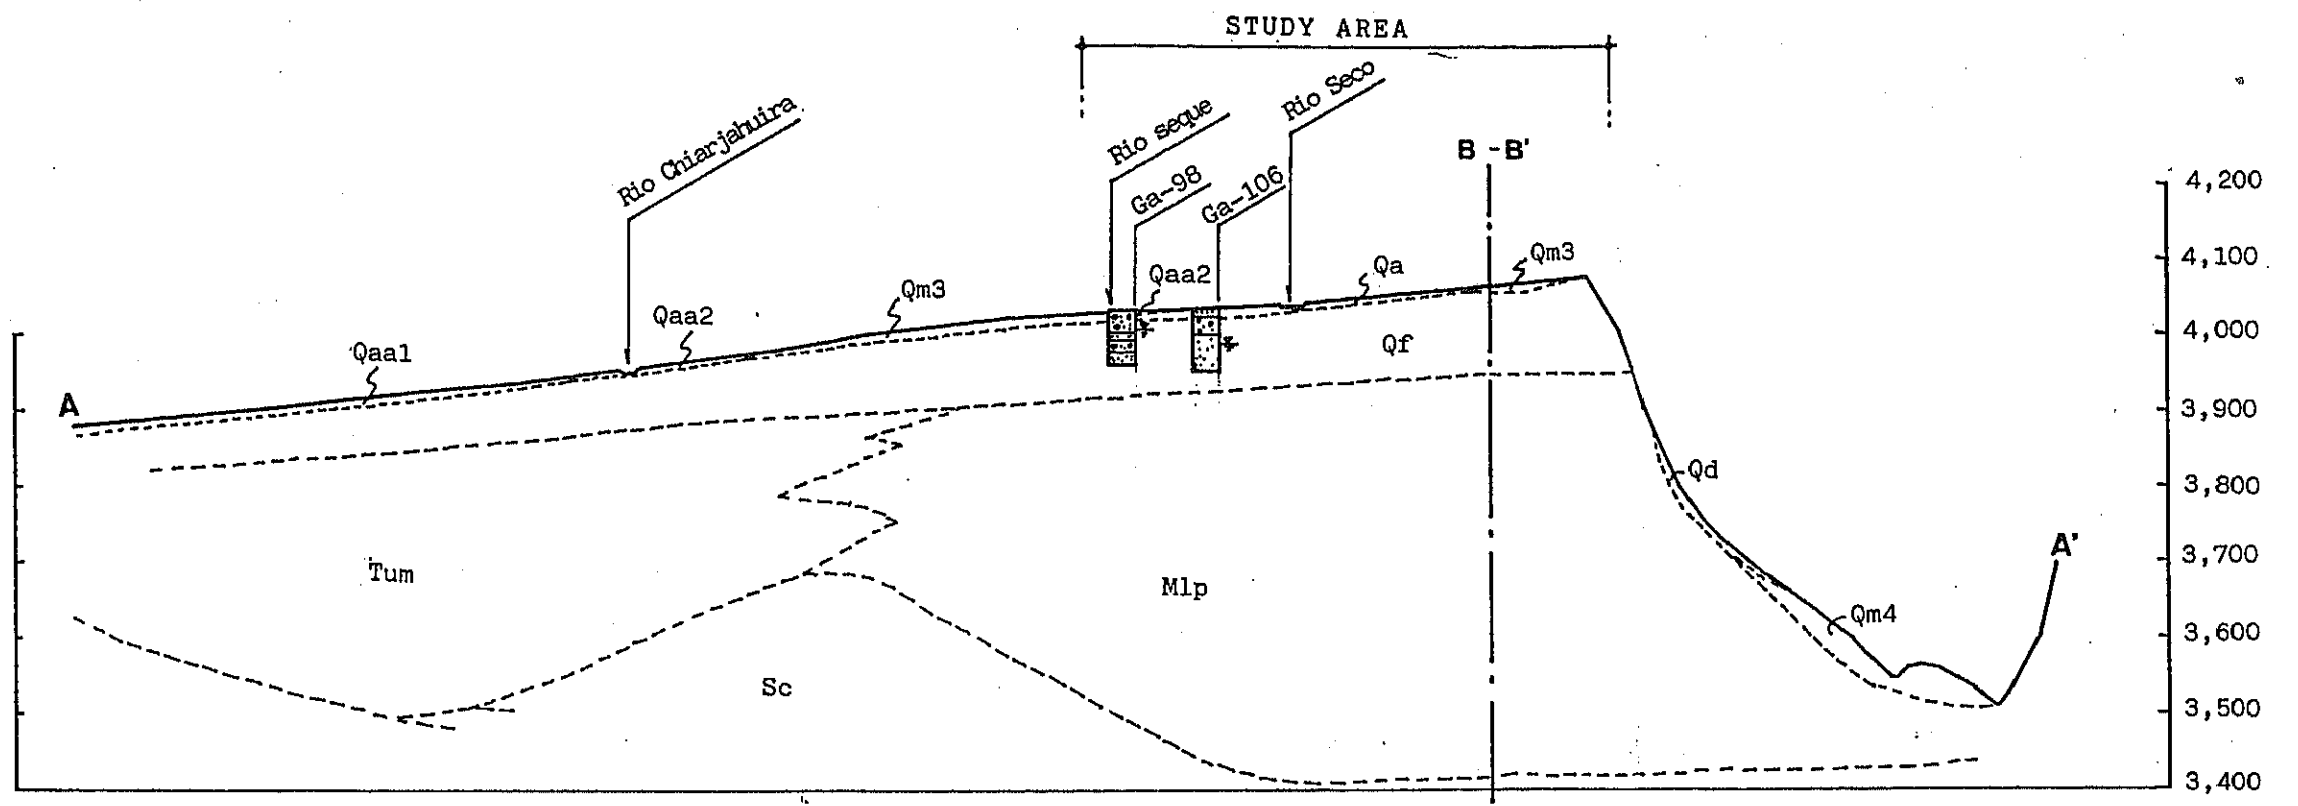 STUDY AREA
Rio Chiarjahuira
Rio seque
Rio Seco
Ga-98
Ga-106
B - B'
4,200
4,100
4,000
3,900
3,800
3,700
3,600
3,500
3,400
Qm3
Qa
Qaa2
Qm3
Qaa2
Qaa1
Qf
A
Qd
A'
Tum
Mlp
Qm4
Sc